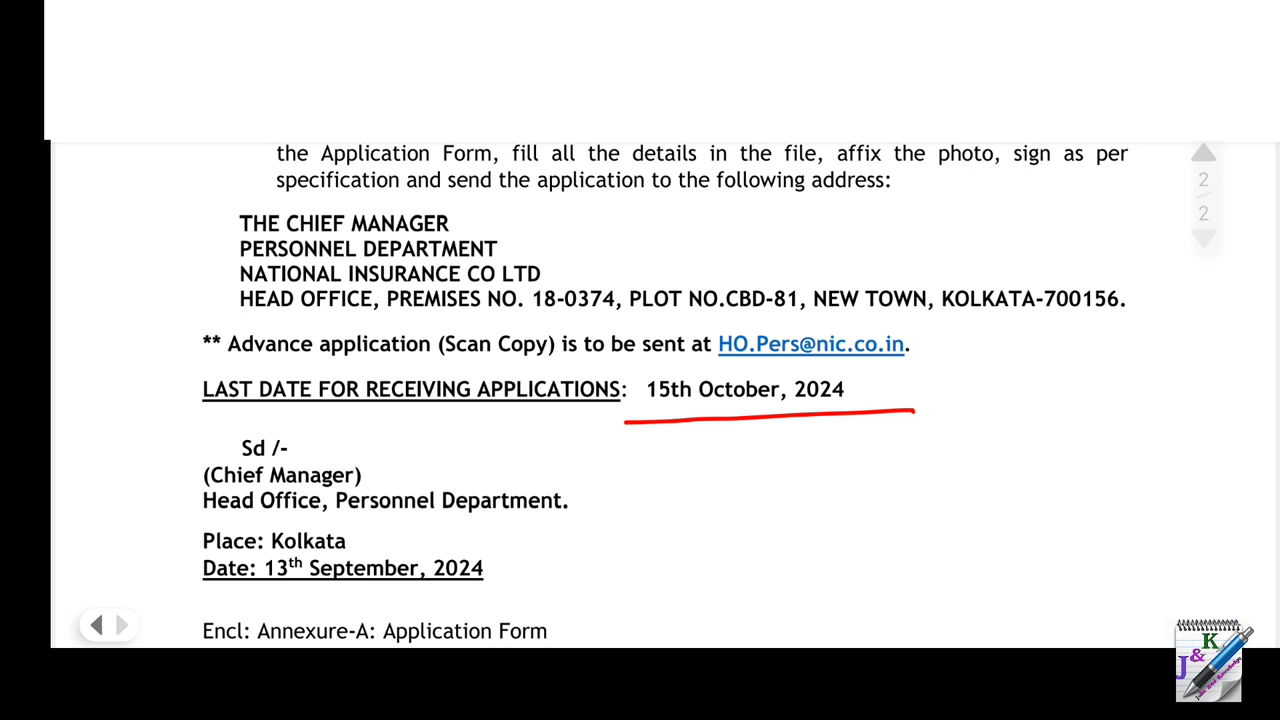 the Application Form, fill all the details in the file, affix the photo, sign as per
specification and send the application to the following address:
THE CHIEF MANAGER
PERSONNEL DEPARTMENT
NATIONAL INSURANCE CO LTD
HEAD OFFICE, PREMISES NO. 18-0374, PLOT NO.CBD-81, NEW TOWN, KOLKATA-700156.
** Advance application (Scan Copy) is to be sent at HO.Pers@nic.co.in.
LAST DATE FOR RECEIVING APPLICATIONS: 15th October, 2024
Sd /-
(Chief Manager)
Head Office, Personnel Department.
Place: Kolkata
Date: 13th September, 2024
Encl: Annexure-A: Application Form
2
2
J&K
Jobs And Knowledge